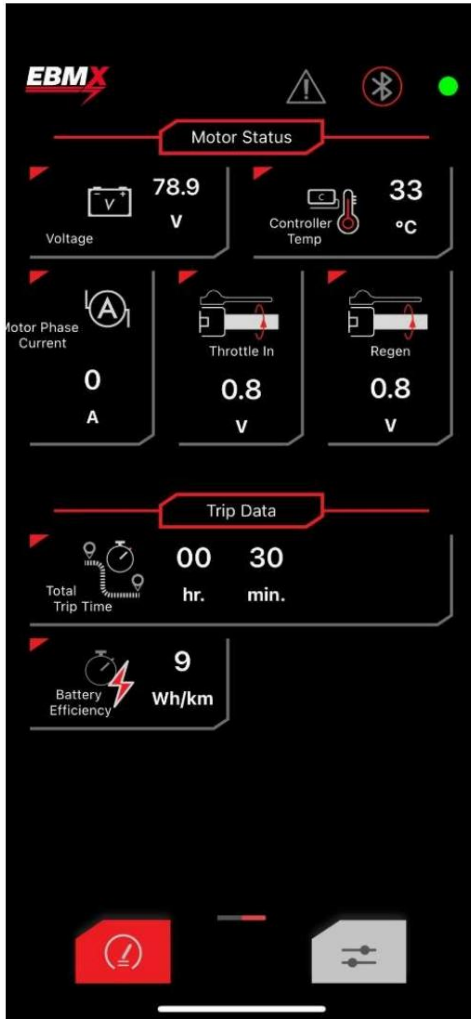 EBMX
Motor Status
V
78.9
V
Voltage
C
33
°C
Controller
Temp
A
Motor Phase
Current
0
A
Throttle In
0.8
V
Regen
0.8
V
Trip Data
00
30
hr.
min.
Total
Trip Time
9
Wh/km
Battery
Efficiency